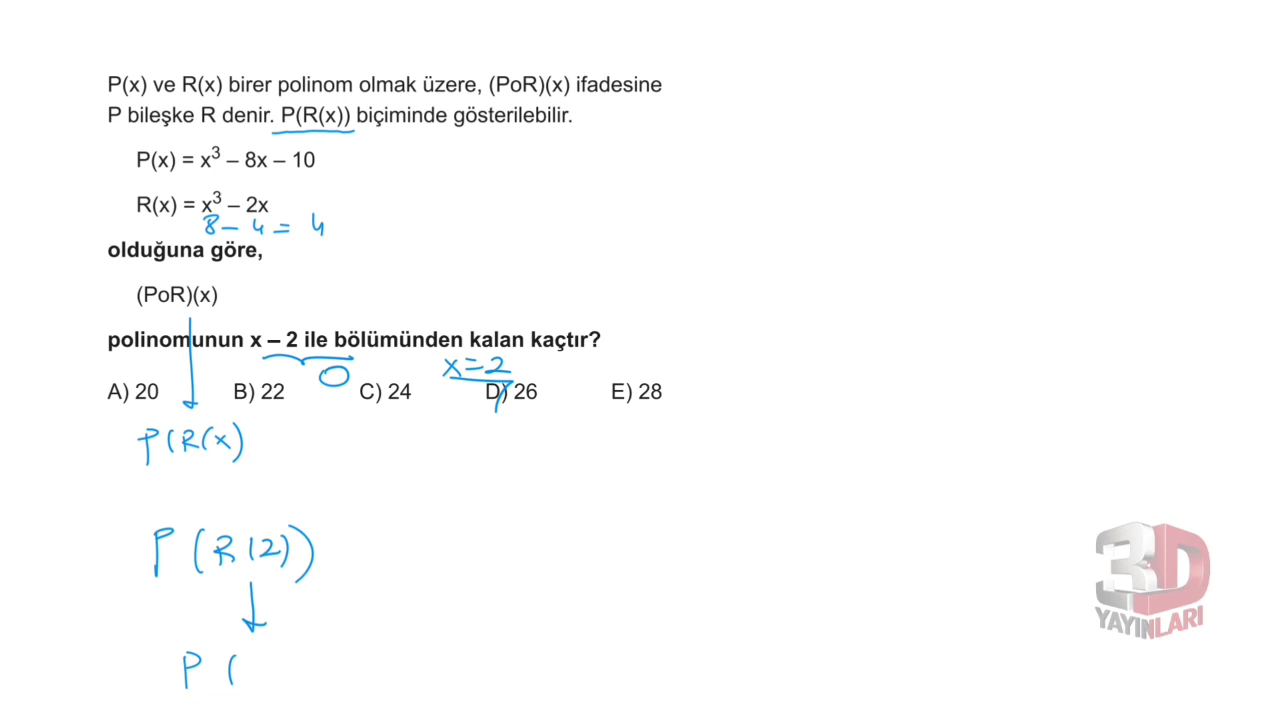 P(x) ve R(x) birer polinom olmak üzere, (PoR)(x) ifadesine
P bileşke R denir. P(R(x)) biçiminde gösterilebilir.
P(x) = x³ – 8x – 10
R(x) = x³ – 2x
8 – 4 = 4
olduğuna göre,
(PoR)(x)
polinomunun x – 2 ile bölümünden kalan kaçtır?
0 x=2
A) 20 B) 22 C) 24 D) 26 E) 28
P(R(x)
P(R(2))
P (
3D
YAYINLARI